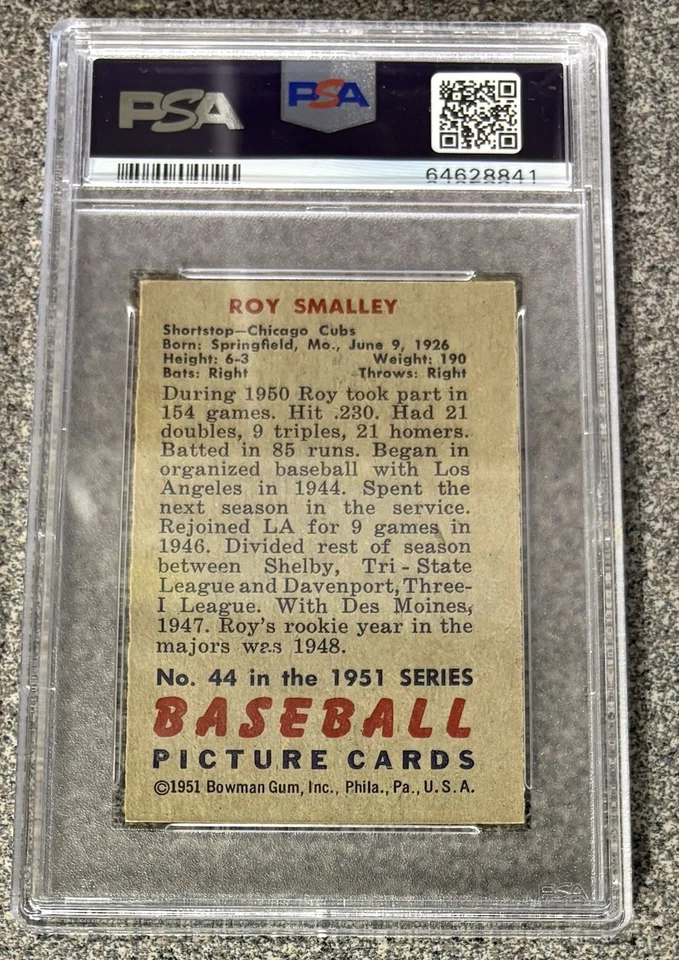 PSA
PSA
64628841
ROY SMALLEY
Shortstop—Chicago Cubs
Born: Springfield, Mo., June 9, 1926
Height: 6-3 Weight: 190
Bats: Right Throws: Right
During 1950 Roy took part in
154 games. Hit .230. Had 21
doubles, 9 triples, 21 homers.
Batted in 85 runs. Began in
organized baseball with Los
Angeles in 1944. Spent the
next season in the service.
Rejoined LA for 9 games in
1946. Divided rest of season
between Shelby, Tri-State
League and Davenport, Three-
I League. With Des Moines,
1947. Roy's rookie year in the
majors was 1948.
No. 44 in the 1951 SERIES
BASEBALL
PICTURE CARDS
©1951 Bowman Gum, Inc., Phila., Pa., U.S.A.
PSA